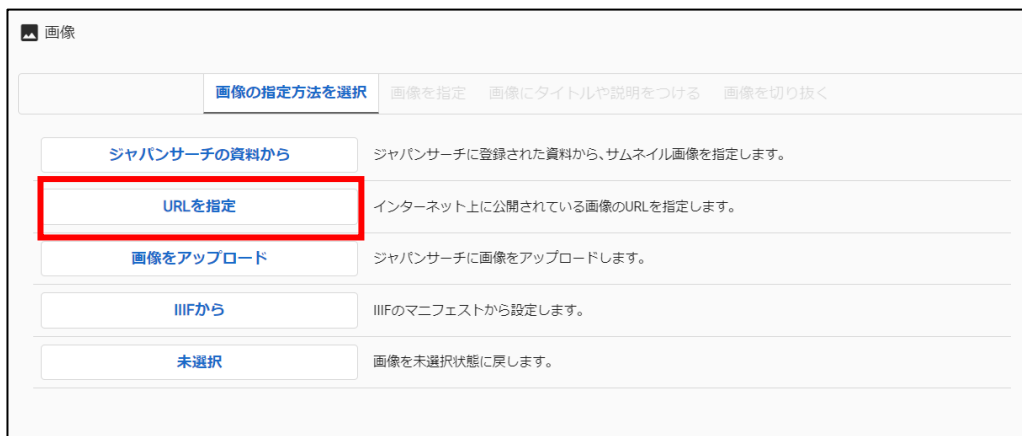 画像
画像の指定方法を選択 画像を指定 画像にタイトルや説明をつける 画像を切り抜く
ジャパンサーチの資料から ジャパンサーチに登録された資料から、サムネイル画像を指定します。
URLを指定 インターネット上に公開されている画像のURLを指定します。
画像をアップロード ジャパンサーチに画像をアップロードします。
IIIFから IIIFのマニフェストから設定します。
未選択 画像を未選択状態に戻します。